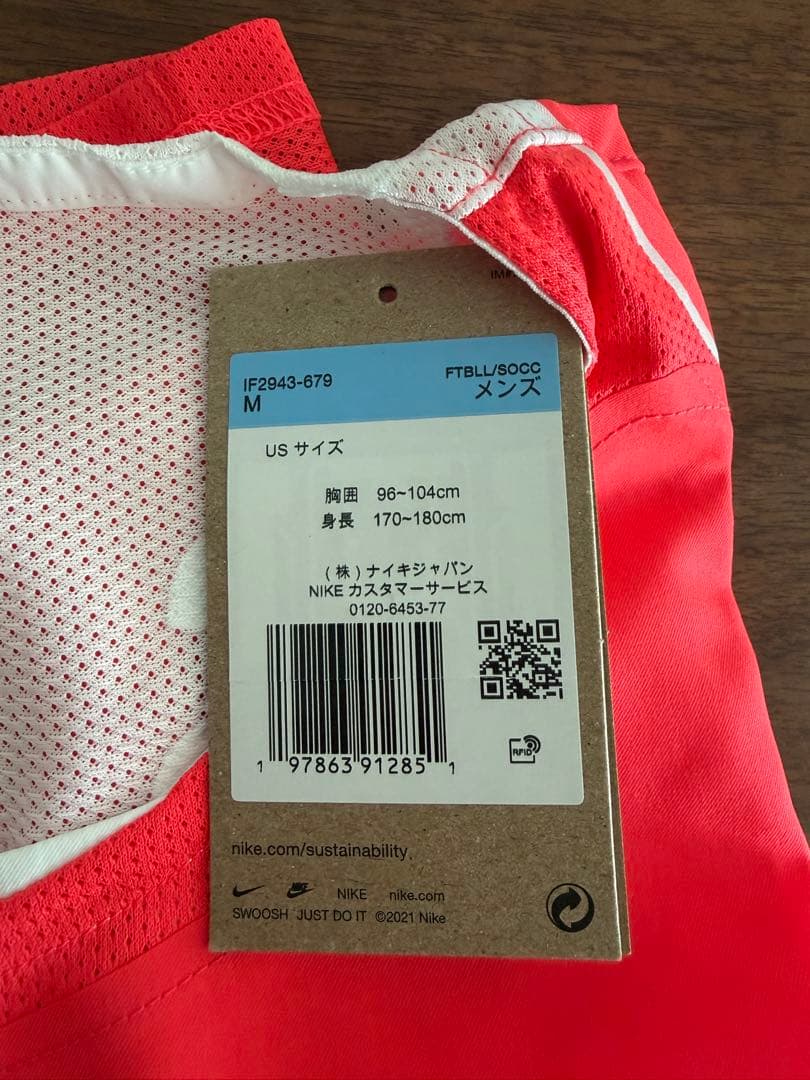 IF2943-679
FTBLL/SOCC
M
メンズ
US サイズ
胸囲 96~104cm
身長 170~180cm
(株)ナイキジャパン
NIKE カスタマーサービス
0120-6453-77
1 97863 91285 1
RFID
nike.com/sustainability
NIKE nike.com
SWOOSH JUST DO IT ©2021 Nike